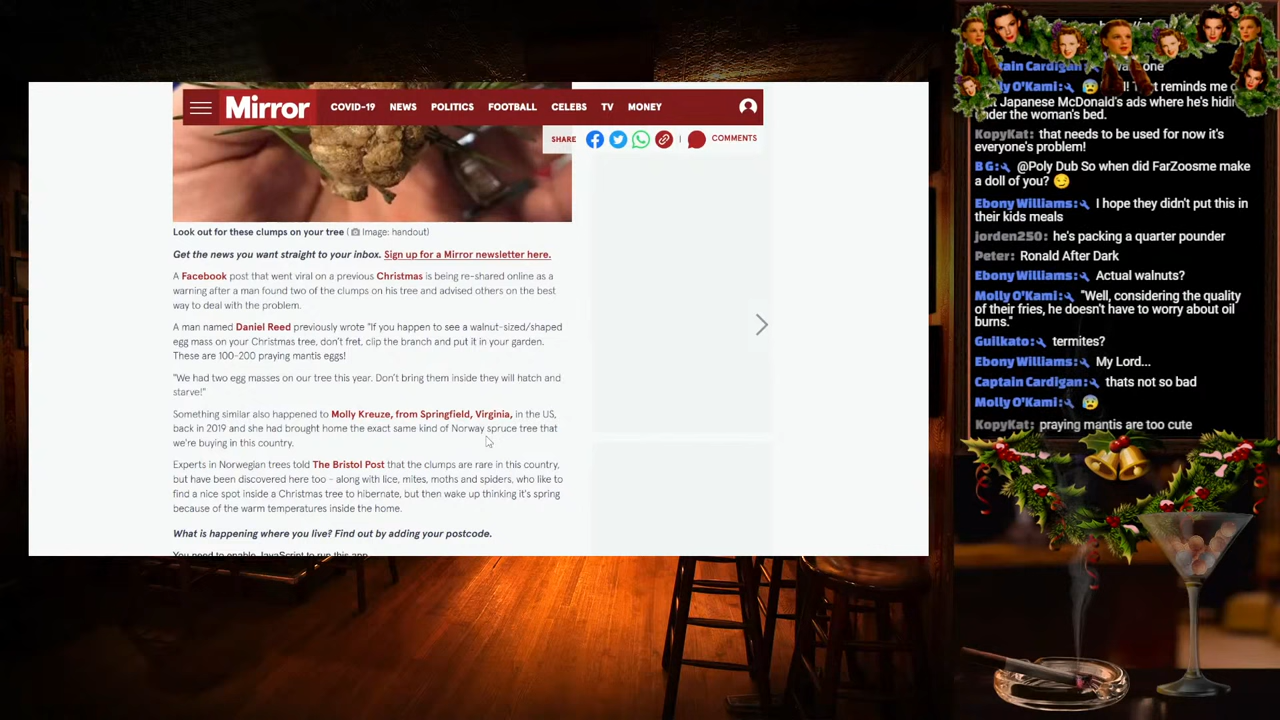 Mirror
COVID-19 NEWS POLITICS FOOTBALL CELEBS TV MONEY
SHARE | COMMENTS
Look out for these clumps on your tree ( Image: handout)
Get the news you want straight to your inbox. Sign up for a Mirror newsletter here.
A Facebook post that went viral on a previous Christmas is being re-shared online as a
warning after a man found two of the clumps on his tree and advised others on the best
way to deal with the problem.
A man named Daniel Reed previously wrote "If you happen to see a walnut-sized/shaped
egg mass on your Christmas tree, don't fret, clip the branch and put it in your garden.
These are 100-200 praying mantis eggs!
"We had two egg masses on our tree this year. Don't bring them inside they will hatch and
starve!"
Something similar also happened to Molly Kreuze, from Springfield, Virginia, in the US,
back in 2019 and she had brought home the exact same kind of Norway spruce tree that
we're buying in this country.
Experts in Norwegian trees told The Bristol Post that the clumps are rare in this country,
but have been discovered here too - along with lice, mites, moths and spiders, who like to
find a nice spot inside a Christmas tree to hibernate, but then wake up thinking it's spring
because of the warm temperatures inside the home.
What is happening where you live? Find out by adding your postcode.
You need to enable JavaScript to run this app.
tain Cardigan:
ly O'Kami: reminds me
Japanese McDonald's ads where he's hidi
nder the woman's bed.
KopyKat: that needs to be used for now it's
everyone's problem!
B G: @Poly Dub So when did FarZoosme make
a doll of you?
Ebony Williams: I hope they didn't put this in
their kids meals
jorden250: he's packing a quarter pounder
Peter: Ronald After Dark
Ebony Williams: Actual walnuts?
Molly O'Kami: "Well, considering the quality
of their fries, he doesn't have to worry about oil
burns."
Guilkato: termites?
Ebony Williams: My Lord...
Captain Cardigan: thats not so bad
Molly O'Kami:
KopyKat: praying mantis are too cute